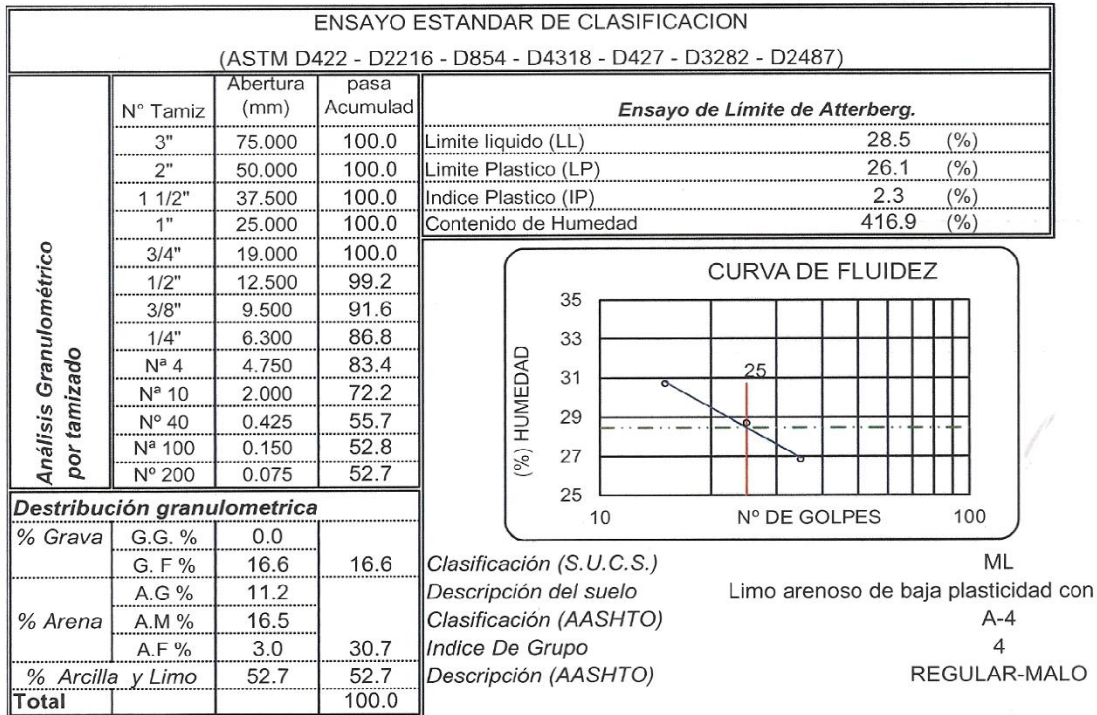 ENSAYO ESTANDAR DE CLASIFICACION
(ASTM D422 - D2216 - D854 - D4318 - D427 - D3282 - D2487)
Análisis Granulométrico
por tamizado
N° Tamiz Abertura (mm) pasa Acumulad
3" 75.000 100.0
2" 50.000 100.0
1 1/2" 37.500 100.0
1" 25.000 100.0
3/4" 19.000 100.0
1/2" 12.500 99.2
3/8" 9.500 91.6
1/4" 6.300 86.8
Nª 4 4.750 83.4
Nª 10 2.000 72.2
Nº 40 0.425 55.7
Nª 100 0.150 52.8
Nº 200 0.075 52.7
Ensayo de Límite de Atterberg.
Limite liquido (LL) 28.5 (%)
Limite Plastico (LP) 26.1 (%)
Indice Plastico (IP) 2.3 (%)
Contenido de Humedad 416.9 (%)
CURVA DE FLUIDEZ
(%) HUMEDAD
35
33
31
29
27
25
25
10 Nº DE GOLPES 100
Destribución granulometrica
% Grava G.G. % 0.0
G. F % 16.6 16.6
A.G % 11.2
% Arena A.M % 16.5
A.F % 3.0 30.7
% Arcilla y Limo 52.7 52.7
Total 100.0
Clasificación (S.U.C.S.) ML
Descripción del suelo Limo arenoso de baja plasticidad con
Clasificación (AASHTO) A-4
Indice De Grupo 4
Descripción (AASHTO) REGULAR-MALO